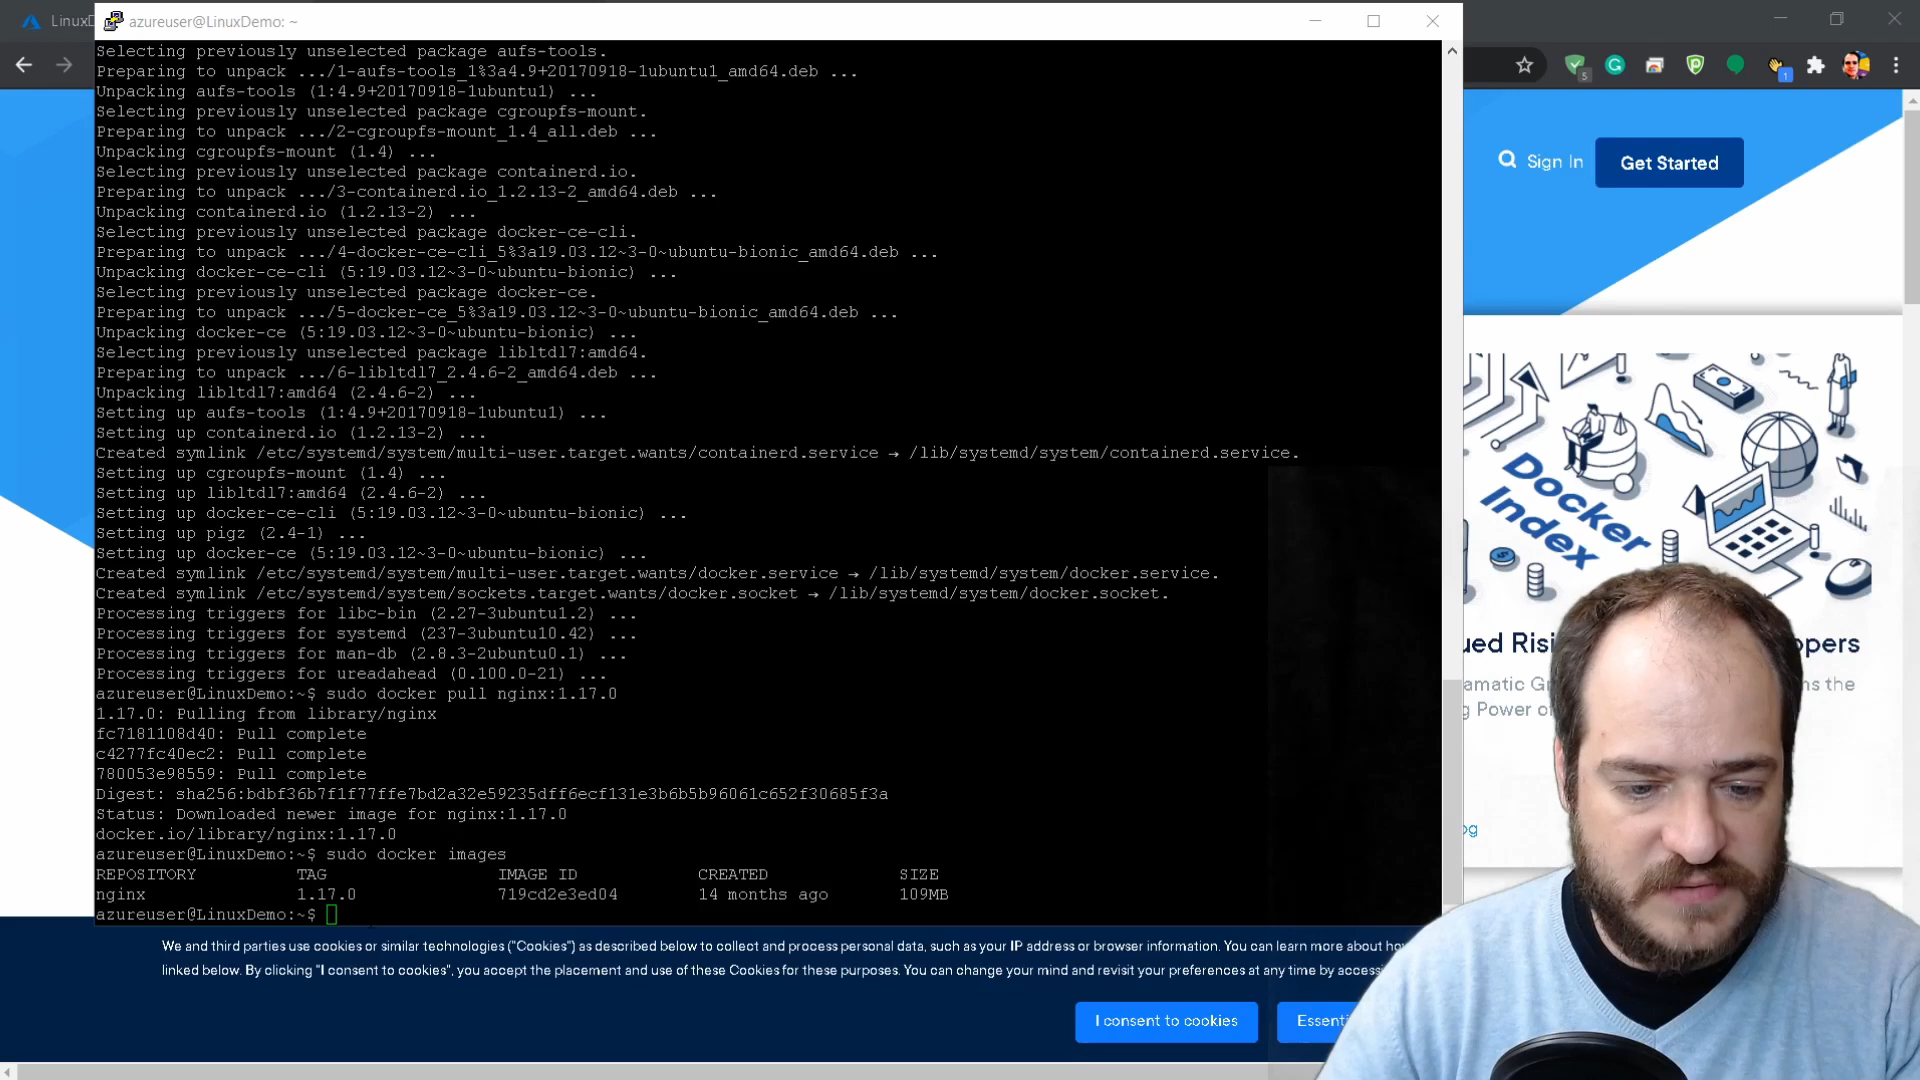 LinuxD
azureuser@LinuxDemo: ~
Selecting previously unselected package aufs-tools.
Preparing to unpack .../1-aufs-tools_1%3a4.9+20170918-1ubuntu1_amd64.deb ...
Unpacking aufs-tools (1:4.9+20170918-1ubuntu1) ...
Selecting previously unselected package cgroupfs-mount.
Preparing to unpack .../2-cgroupfs-mount_1.4_all.deb ...
Unpacking cgroupfs-mount (1.4) ...
Selecting previously unselected package containerd.io.
Preparing to unpack .../3-containerd.io_1.2.13-2_amd64.deb ...
Unpacking containerd.io (1.2.13-2) ...
Selecting previously unselected package docker-ce-cli.
Preparing to unpack .../4-docker-ce-cli_5%3a19.03.12~3-0~ubuntu-bionic_amd64.deb ...
Unpacking docker-ce-cli (5:19.03.12~3-0~ubuntu-bionic) ...
Selecting previously unselected package docker-ce.
Preparing to unpack .../5-docker-ce_5%3a19.03.12~3-0~ubuntu-bionic_amd64.deb ...
Unpacking docker-ce (5:19.03.12~3-0~ubuntu-bionic) ...
Selecting previously unselected package libltdl7:amd64.
Preparing to unpack .../6-libltdl7_2.4.6-2_amd64.deb ...
Unpacking libltdl7:amd64 (2.4.6-2) ...
Setting up aufs-tools (1:4.9+20170918-1ubuntu1) ...
Setting up containerd.io (1.2.13-2) ...
Created symlink /etc/systemd/system/multi-user.target.wants/containerd.service → /lib/systemd/system/containerd.service.
Setting up cgroupfs-mount (1.4) ...
Setting up libltdl7:amd64 (2.4.6-2) ...
Setting up docker-ce-cli (5:19.03.12~3-0~ubuntu-bionic) ...
Setting up pigz (2.4-1) ...
Setting up docker-ce (5:19.03.12~3-0~ubuntu-bionic) ...
Created symlink /etc/systemd/system/multi-user.target.wants/docker.service → /lib/systemd/system/docker.service.
Created symlink /etc/systemd/system/sockets.target.wants/docker.socket → /lib/systemd/system/docker.socket.
Processing triggers for libc-bin (2.27-3ubuntu1.2) ...
Processing triggers for systemd (237-3ubuntu10.42) ...
Processing triggers for man-db (2.8.3-2ubuntu0.1) ...
Processing triggers for ureadahead (0.100.0-21) ...
azureuser@LinuxDemo:~$ sudo docker pull nginx:1.17.0
1.17.0: Pulling from library/nginx
fc7181108d40: Pull complete
c4277fc40ec2: Pull complete
780053e98559: Pull complete
Digest: sha256:bdbf36b7f1f77ffe7bd2a32e59235dff6ecf131e3b6b5b96061c652f30685f3a
Status: Downloaded newer image for nginx:1.17.0
docker.io/library/nginx:1.17.0
azureuser@LinuxDemo:~$ sudo docker images
REPOSITORY TAG IMAGE ID CREATED SIZE
nginx 1.17.0 719cd2e3ed04 14 months ago 109MB
azureuser@LinuxDemo:~$
5
1
Sign In
Get Started
Docker
Index
ued Risi opers
amatic Gr ns the
g Power of
og
We and third parties use cookies or similar technologies ("Cookies") as described below to collect and process personal data, such as your IP address or browser information. You can learn more about ho
linked below. By clicking "I consent to cookies", you accept the placement and use of these Cookies for these purposes. You can change your mind and revisit your preferences at any time by accessi
I consent to cookies
Essenti